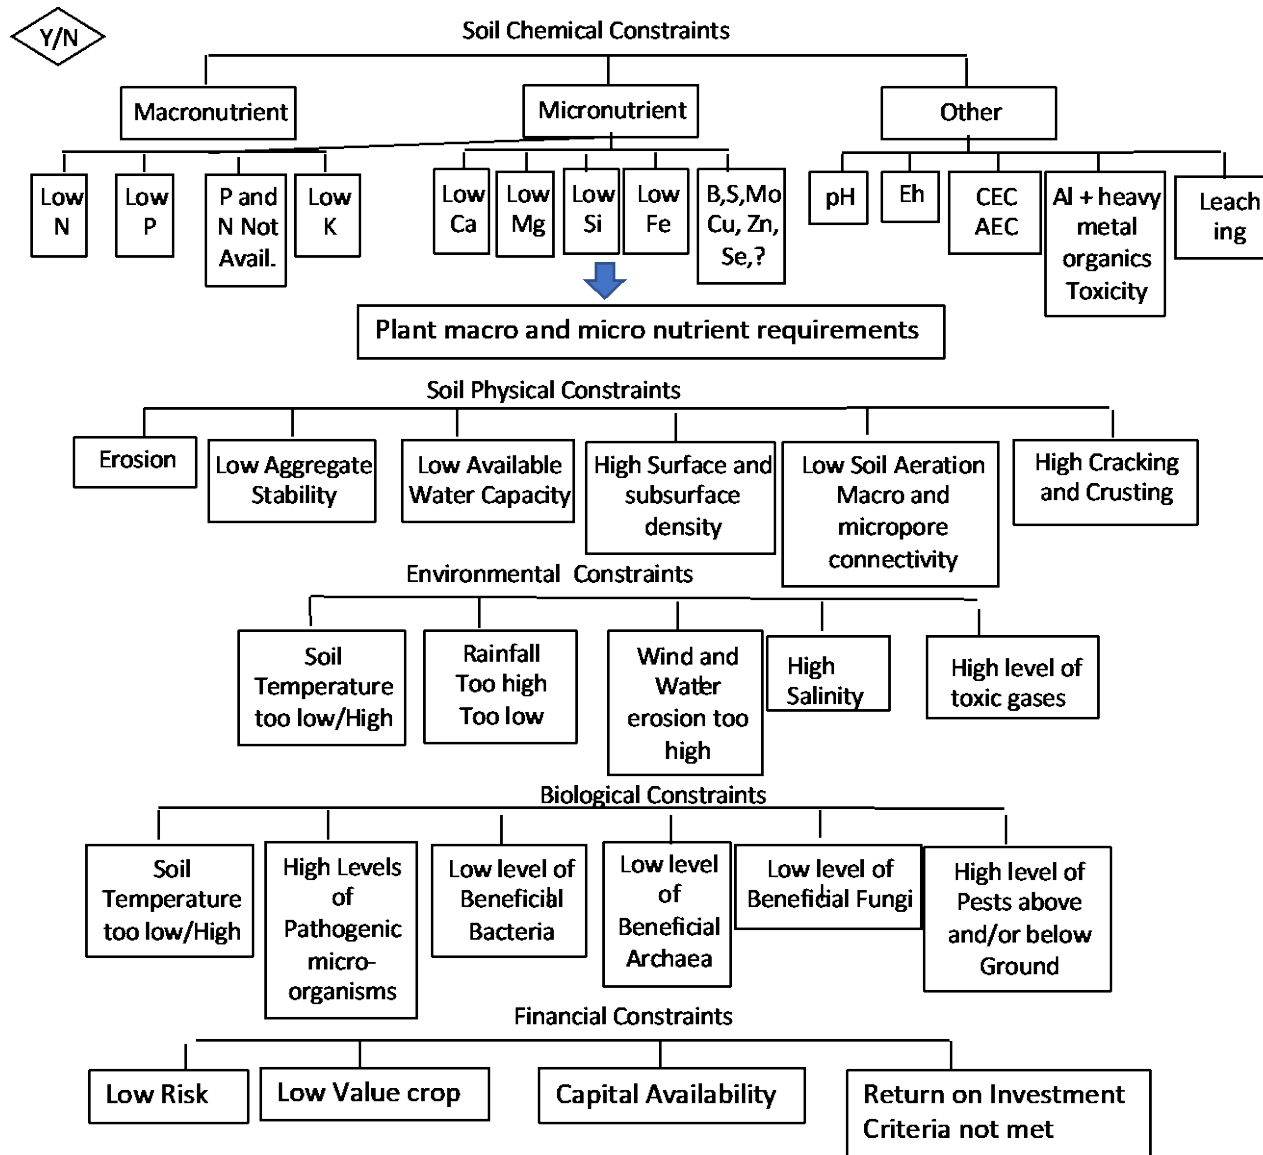 Y/N
Soil Chemical Constraints
Macronutrient
Micronutrient
Other
Low
N
Low
P
P and
N Not
Avail.
Low
K
Low
Ca
Low
Mg
Low
Si
Low
Fe
B,S,Mo
Cu, Zn,
Se,?
pH
Eh
CEC
AEC
Al + heavy
metal
organics
Toxicity
Leach
ing
Plant macro and micro nutrient requirements
Soil Physical Constraints
Erosion
Low Aggregate
Stability
Low Available
Water Capacity
High Surface and
subsurface
density
Low Soil Aeration
Macro and
micropore
connectivity
High Cracking
and Crusting
Environmental Constraints
Soil
Temperature
too low/High
Rainfall
Too high
Too low
Wind and
Water
erosion too
high
High
Salinity
High level of
toxic gases
Biological Constraints
Soil
Temperature
too low/High
High Levels
of
Pathogenic
micro-
organisms
Low level of
Beneficial
Bacteria
Low level
of
Beneficial
Archaea
Low level of
Beneficial Fungi
High level of
Pests above
and/or below
Ground
Financial Constraints
Low Risk
Low Value crop
Capital Availability
Return on Investment
Criteria not met